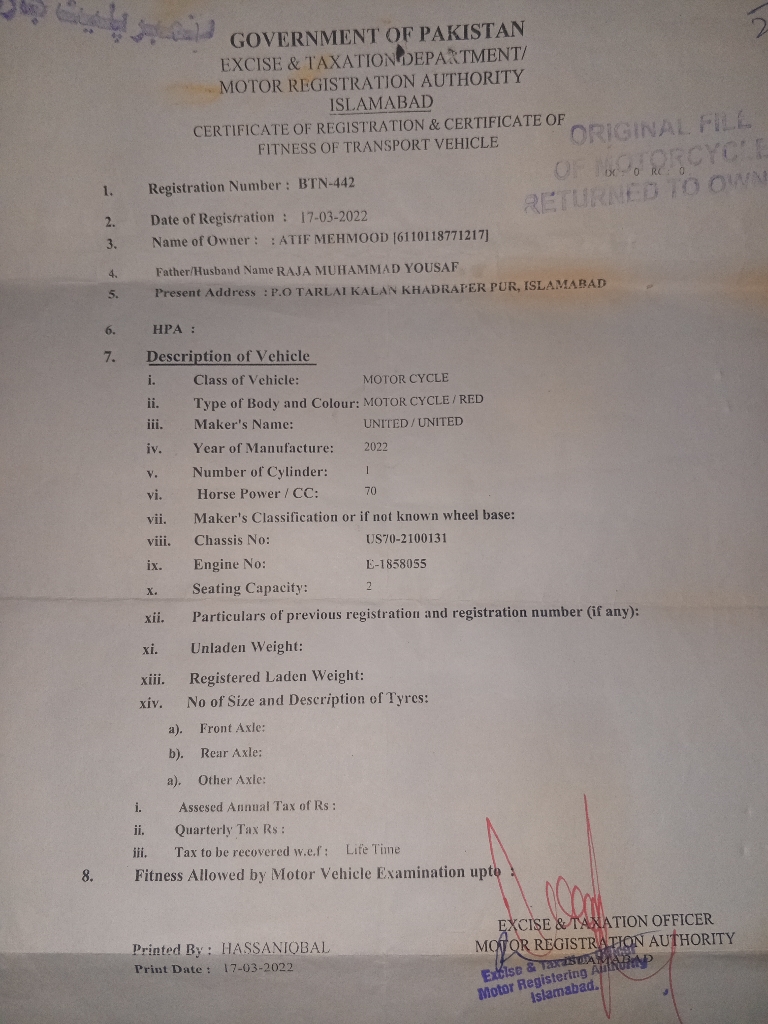 GOVERNMENT OF PAKISTAN
EXCISE & TAXATION DEPARTMENT/
MOTOR REGISTRATION AUTHORITY
ISLAMABAD
CERTIFICATE OF REGISTRATION & CERTIFICATE OF
FITNESS OF TRANSPORT VEHICLE
ORIGINAL FILE
OF MOTORCYCLE
RETURNED TO OWN
1. Registration Number : BTN-442
2. Date of Registration : 17-03-2022
3. Name of Owner : : ATIF MEHMOOD [6110118771217]
4. Father/Husband Name RAJA MUHAMMAD YOUSAF
5. Present Address : P.O TARLAI KALAN KHADRAPER PUR, ISLAMABAD
6. HPA :
7. Description of Vehicle
i. Class of Vehicle: MOTOR CYCLE
ii. Type of Body and Colour: MOTOR CYCLE / RED
iii. Maker's Name: UNITED / UNITED
iv. Year of Manufacture: 2022
v. Number of Cylinder: 1
vi. Horse Power / CC: 70
vii. Maker's Classification or if not known wheel base:
viii. Chassis No: US70-2100131
ix. Engine No: E-1858055
x. Seating Capacity: 2
xii. Particulars of previous registration and registration number (if any):
xi. Unladen Weight:
xiii. Registered Laden Weight:
xiv. No of Size and Description of Tyres:
a). Front Axle:
b). Rear Axle:
a). Other Axle:
i. Assesed Annual Tax of Rs :
ii. Quarterly Tax Rs :
iii. Tax to be recovered w.e.f : Life Time
8. Fitness Allowed by Motor Vehicle Examination upto :
EXCISE & TAXATION OFFICER
MOTOR REGISTRATION AUTHORITY
ISLAMABAD
Excise & Taxation Officer
Motor Registering Authority
Islamabad.
Printed By : HASSANIQBAL
Print Date : 17-03-2022